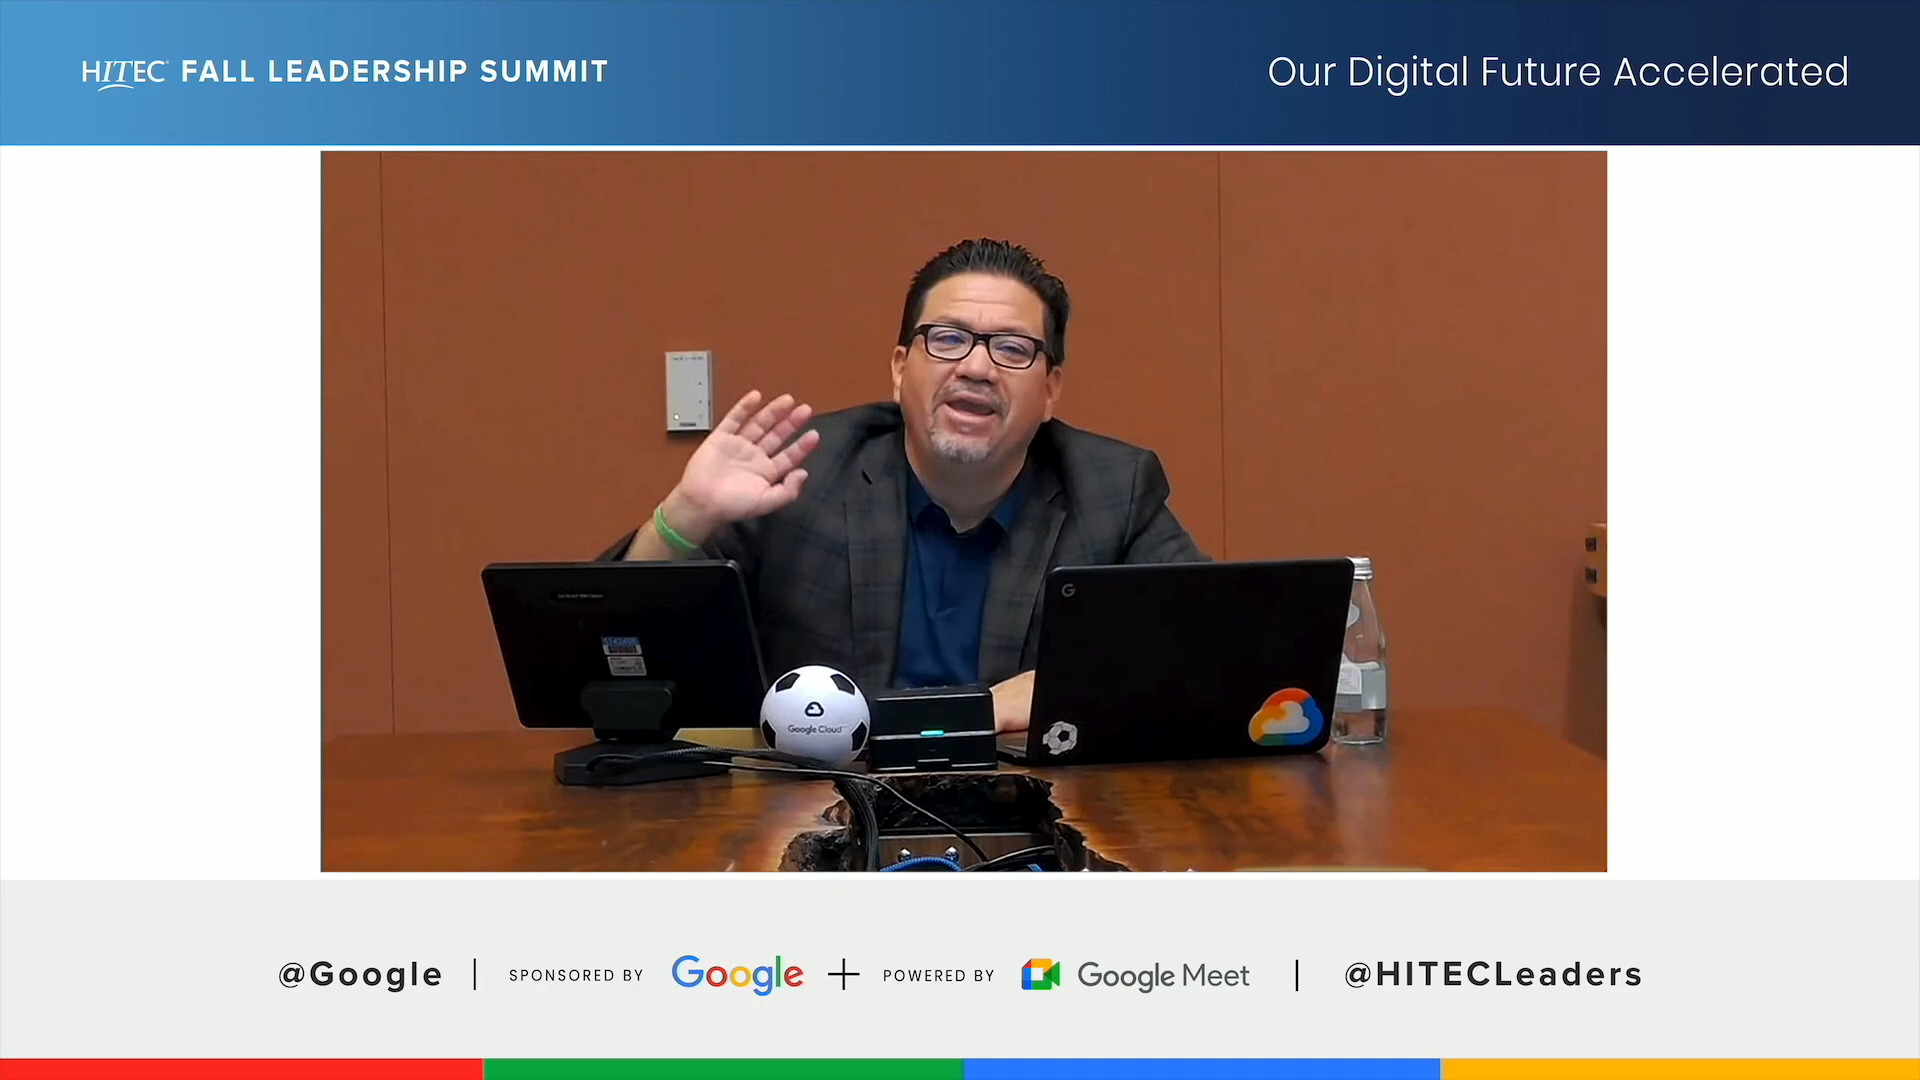 HITEC FALL LEADERSHIP SUMMIT
Our Digital Future Accelerated
G
Google Cloud
@Google | SPONSORED BY Google + POWERED BY Google Meet | @HITECLeaders